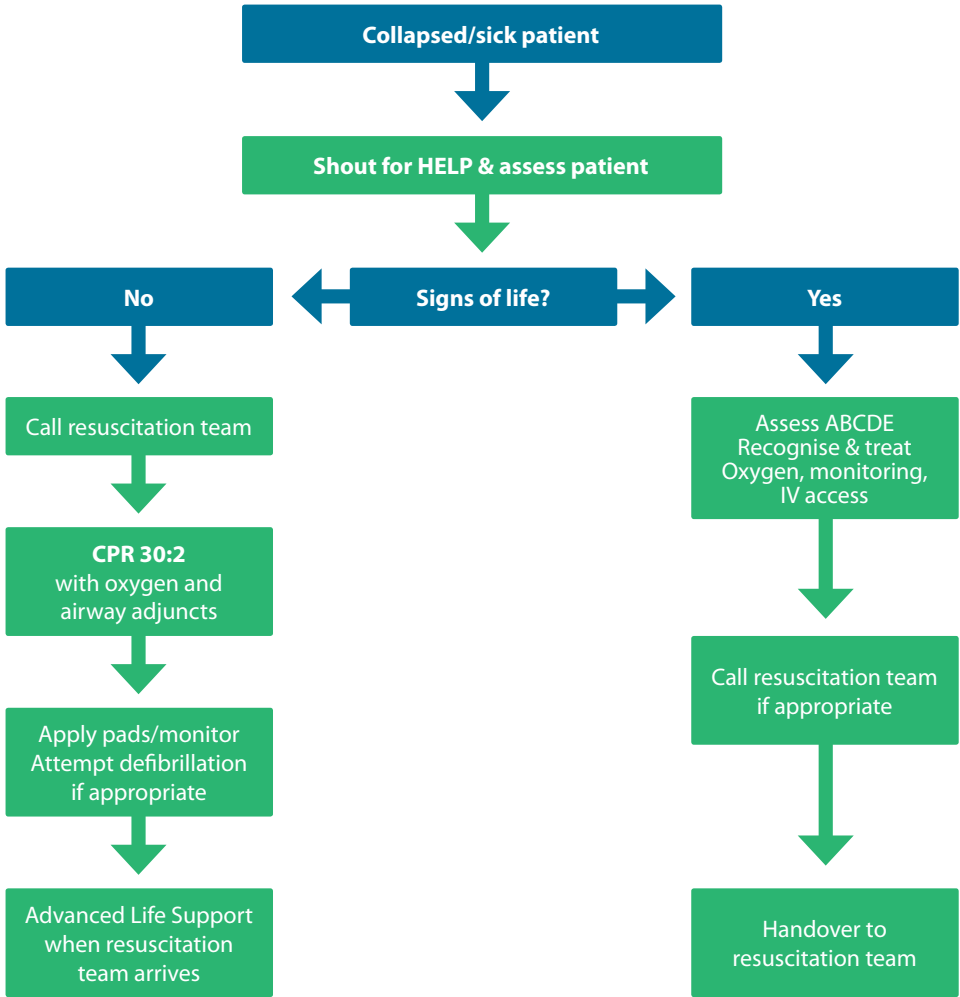 Collapsed/sick patient
Shout for HELP & assess patient
No
Signs of life?
Yes
Call resuscitation team
CPR 30:2
with oxygen and
airway adjuncts
Apply pads/monitor
Attempt defibrillation
if appropriate
Advanced Life Support
when resuscitation
team arrives
Assess ABCDE
Recognise & treat
Oxygen, monitoring,
IV access
Call resuscitation team
if appropriate
Handover to
resuscitation team